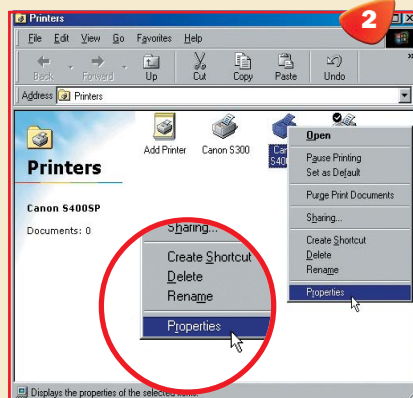 Printers
2
File Edit View Go Favorites Help
Back Forward Up Cut Copy Paste Undo
Address Printers
Printers
Canon S400SP
Documents: 0
Add Printer
Canon S300
Open
Pause Printing
Set as Default
Purge Print Documents
Sharing...
Create Shortcut
Delete
Rename
Properties
Sharing...
Create Shortcut
Delete
Rename
Properties
Displays the properties of the selected items.